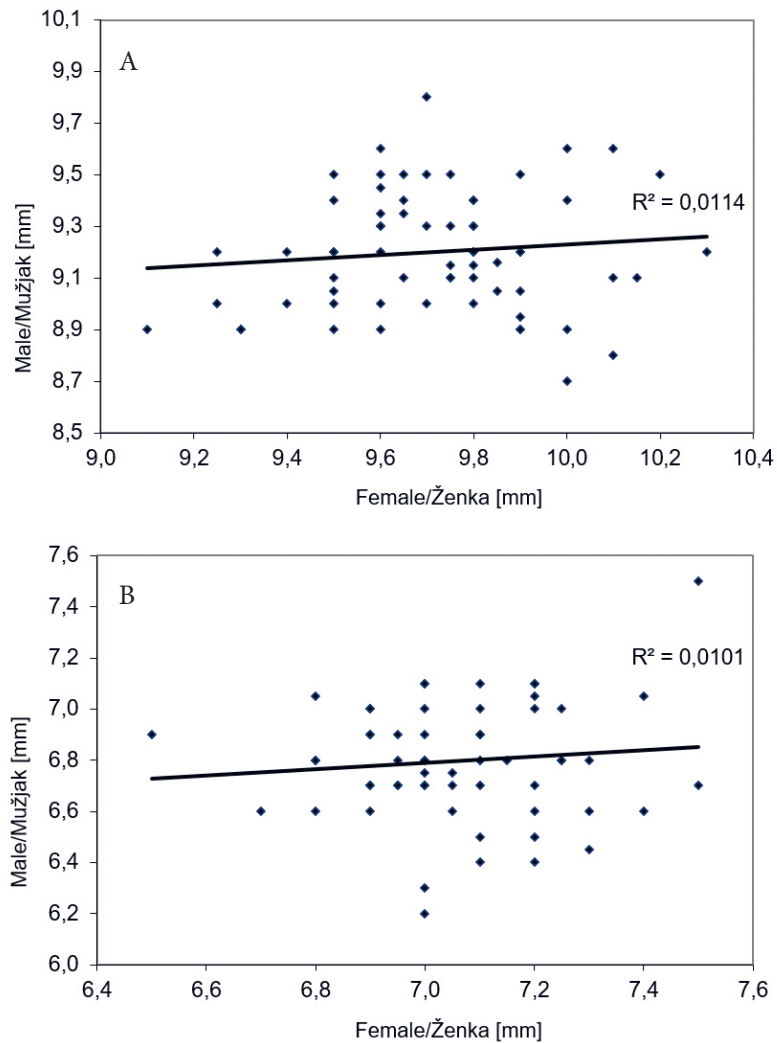 10,1
9,9
9,7
9,5
9,3
9,1
8,9
8,7
8,5
Male/Mužjak [mm]
A
R² = 0,0114
9,0 9,2 9,4 9,6 9,8 10,0 10,2 10,4
Female/Ženka [mm]
7,6
7,4
7,2
7,0
6,8
6,6
6,4
6,2
6,0
Male/Mužjak [mm]
B
R² = 0,0101
6,4 6,6 6,8 7,0 7,2 7,4 7,6
Female/Ženka [mm]